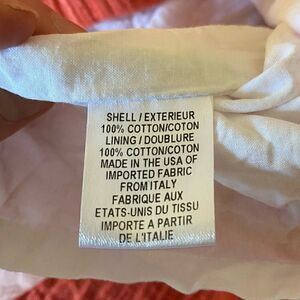 SHELL / EXTERIEUR
100% COTTON/COTON
LINING / DOUBLURE
100% COTTON/COTON
MADE IN THE USA OF
IMPORTED FABRIC
FROM ITALY
FABRIQUE AUX
ETATS-UNIS DU TISSU
IMPORTE A PARTIR
DE L'ITALIE